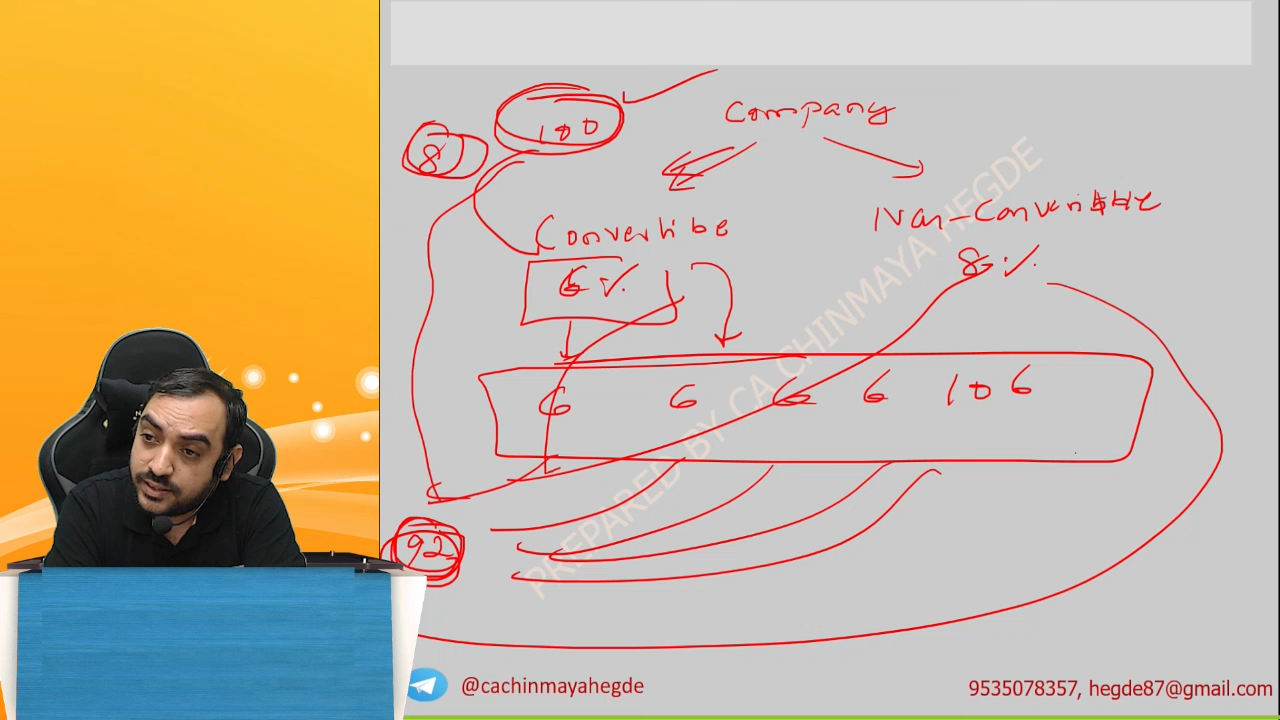 100
Company
8
Convertibe
Non-Convertible
6%
8%
6 6 6 6 106
92
PREPARED BY CA CHINMAYA HEGDE
@cachinmayahegde
9535078357, hegde87@gmail.com